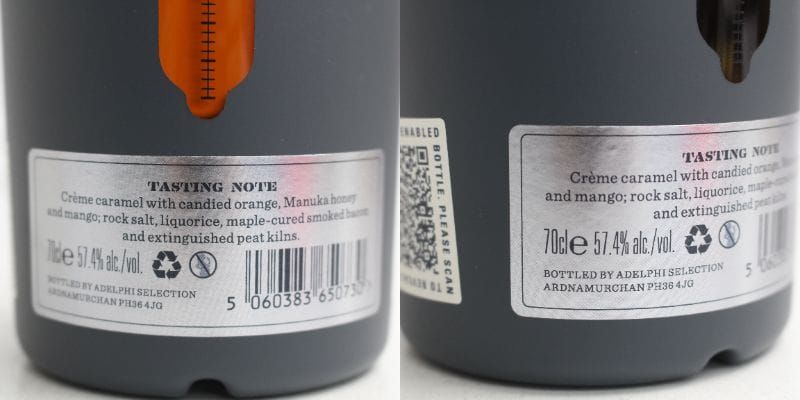 TASTING NOTE
Crème caramel with candied orange, Manuka honey
and mango; rock salt, liquorice, maple-cured smoked bacon
and extinguished peat kilns.
70cl e 57.4% alc./vol.
BOTTLED BY ADELPHI SELECTION
ARDNAMURCHAN PH36 4JG
5 060383 650730
ENABLED
BOTTLE. PLEASE SCAN
TASTING NOTE
Crème caramel with candied orange,
and mango; rock salt, liquorice, maple-cured
and extinguished peat kilns.
70cl e 57.4% alc./vol.
BOTTLED BY ADELPHI SELECTION
ARDNAMURCHAN PH36 4JG
5